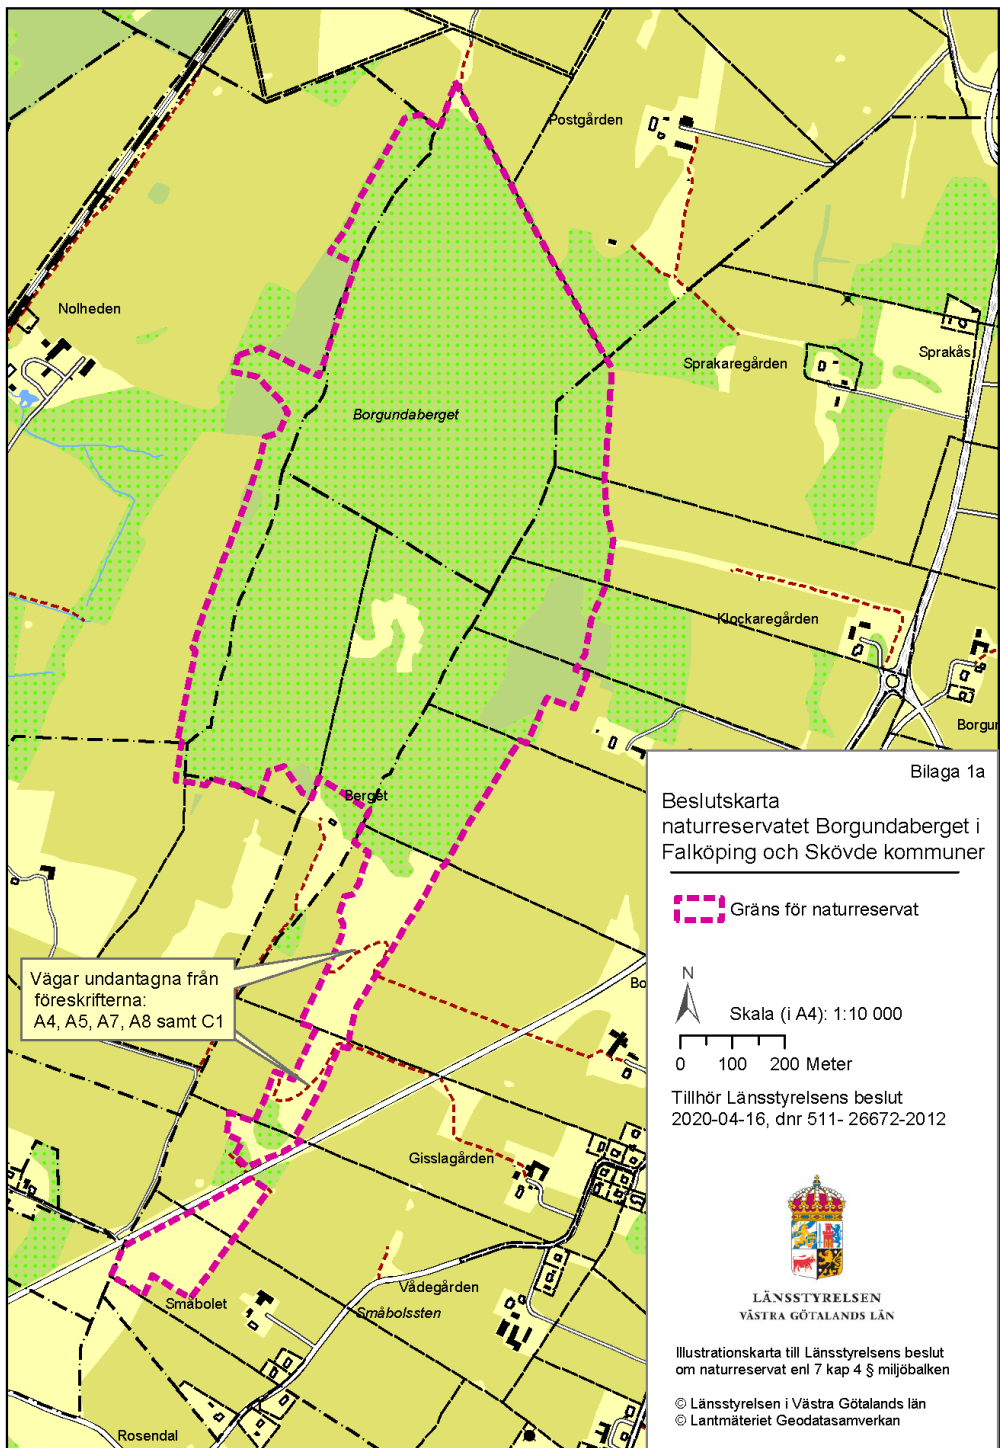 Postgården
Nolheden
Sprakås
Sprakaregården
Borgundaberget
Klockaregården
Borgun
Berget
Bo
Vägar undantagna från
föreskrifterna:
A4, A5, A7, A8 samt C1
Gisslagården
Vådegården
Småbolet
Småbolssten
Rosendal
Bilaga 1a
Beslutskarta
naturreservatet Borgundaberget i
Falköping och Skövde kommuner
Gräns för naturreservat
N
Skala (i A4): 1:10 000
0 100 200 Meter
Tillhör Länsstyrelsens beslut
2020-04-16, dnr 511- 26672-2012
LÄNSSTYRELSEN
VÄSTRA GÖTALANDS LÄN
Illustrationskarta till Länsstyrelsens beslut
om naturreservat enl 7 kap 4 § miljöbalken
© Länsstyrelsen i Västra Götalands län
© Lantmäteriet Geodatasamverkan